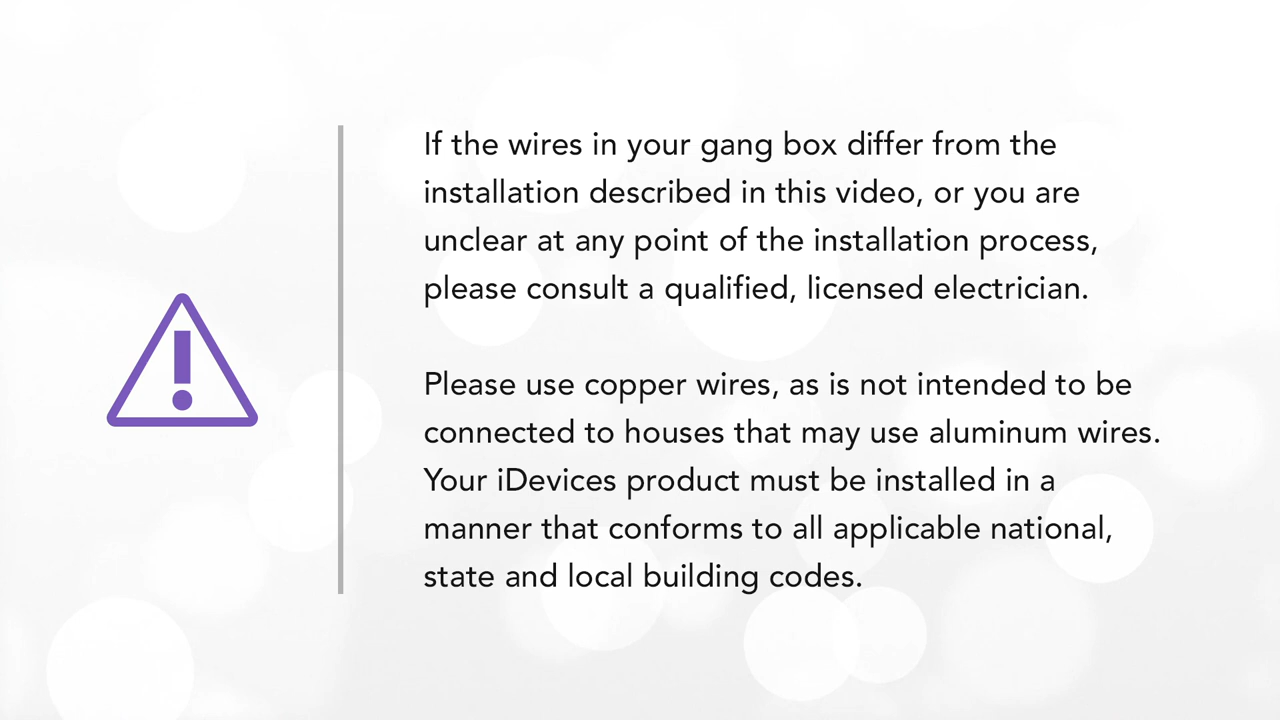 If the wires in your gang box differ from the
installation described in this video, or you are
unclear at any point of the installation process,
please consult a qualified, licensed electrician.
Please use copper wires, as is not intended to be
connected to houses that may use aluminum wires.
Your iDevices product must be installed in a
manner that conforms to all applicable national,
state and local building codes.